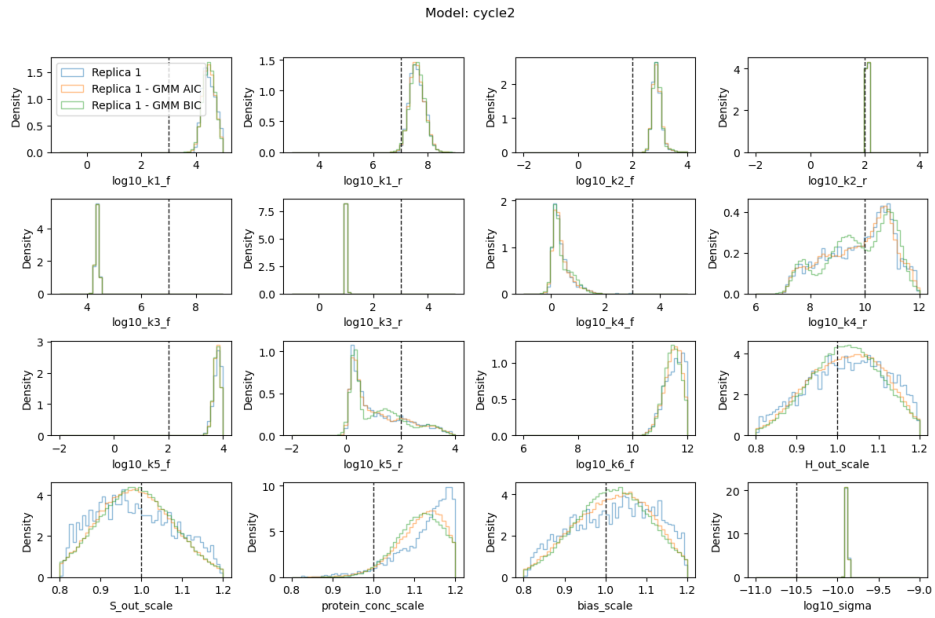 Model: cycle2
Replica 1
Replica 1 - GMM AIC
Replica 1 - GMM BIC
Density
0.0 0.5 1.0 1.5
0 2 4
log10_k1_f
Density
0.0 0.5 1.0 1.5
4 6 8
log10_k1_r
Density
0 1 2
−2 0 2 4
log10_k2_f
Density
0 2 4
−2 0 2 4
log10_k2_r
Density
0 2 4
4 6 8
log10_k3_f
Density
0.0 2.5 5.0 7.5
0 2 4
log10_k3_r
Density
0 1 2
0 2 4
log10_k4_f
Density
0.0 0.2 0.4
6 8 10 12
log10_k4_r
Density
0 1 2 3
−2 0 2 4
log10_k5_f
Density
0.0 0.5 1.0
−2 0 2 4
log10_k5_r
Density
0.0 0.5 1.0
6 8 10 12
log10_k6_f
Density
0 2 4
0.8 0.9 1.0 1.1 1.2
H_out_scale
Density
0 2 4
0.8 0.9 1.0 1.1 1.2
S_out_scale
Density
0 5 10
0.8 0.9 1.0 1.1 1.2
protein_conc_scale
Density
0 2 4
0.8 0.9 1.0 1.1 1.2
bias_scale
Density
0 10 20
−11.0 −10.5 −10.0 −9.5 −9.0
log10_sigma